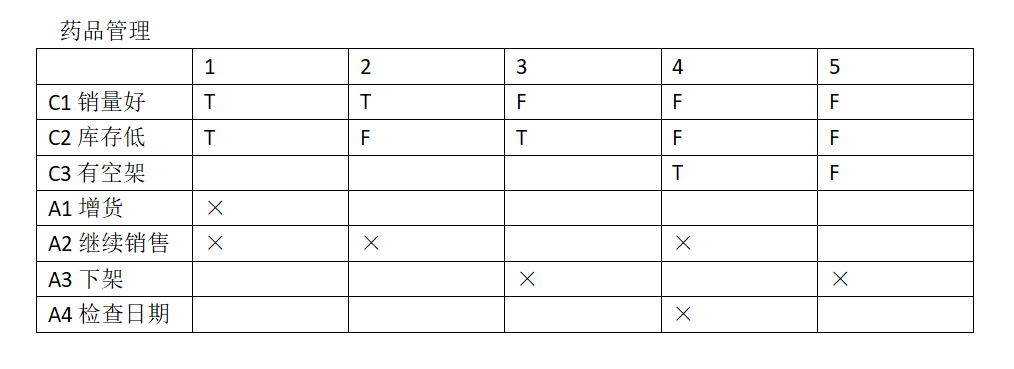 药品管理
1 2 3 4 5
C1 销量好 T T F F F
C2 库存低 T F T F F
C3 有空架 T F
A1 增货 ×
A2 继续销售 × × ×
A3 下架 × ×
A4 检查日期 ×